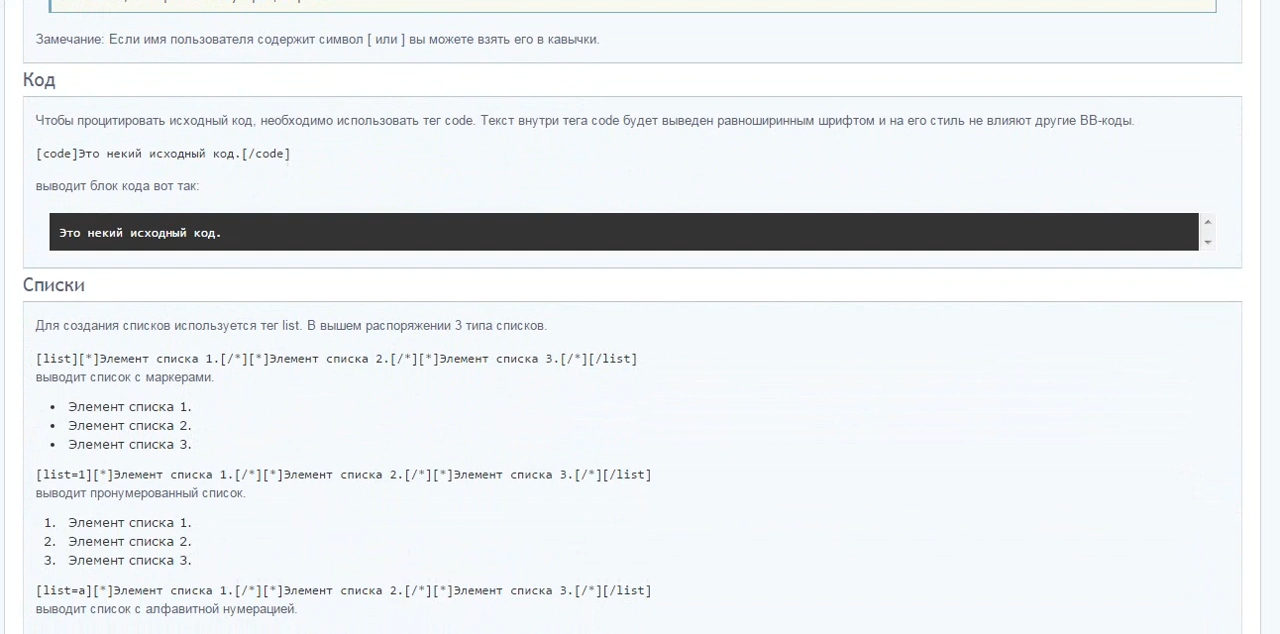 Замечание: Если имя пользователя содержит символ [ или ] вы можете взять его в кавычки.
Код
Чтобы процитировать исходный код, необходимо использовать тег code. Текст внутри тега code будет выведен равноширинным шрифтом и на его стиль не влияют другие BB-коды.
[code]Это некий исходный код.[/code]
выводит блок кода вот так:
Это некий исходный код.
Списки
Для создания списков используется тег list. В вышем распоряжении 3 типа списков.
[list][*]Элемент списка 1.[/*][*]Элемент списка 2.[/*][*]Элемент списка 3.[/*][/list]
выводит список с маркерами.
• Элемент списка 1.
• Элемент списка 2.
• Элемент списка 3.
[list=1][*]Элемент списка 1.[/*][*]Элемент списка 2.[/*][*]Элемент списка 3.[/*][/list]
выводит пронумерованный список.
1. Элемент списка 1.
2. Элемент списка 2.
3. Элемент списка 3.
[list=a][*]Элемент списка 1.[/*][*]Элемент списка 2.[/*][*]Элемент списка 3.[/*][/list]
выводит список с алфавитной нумерацией.